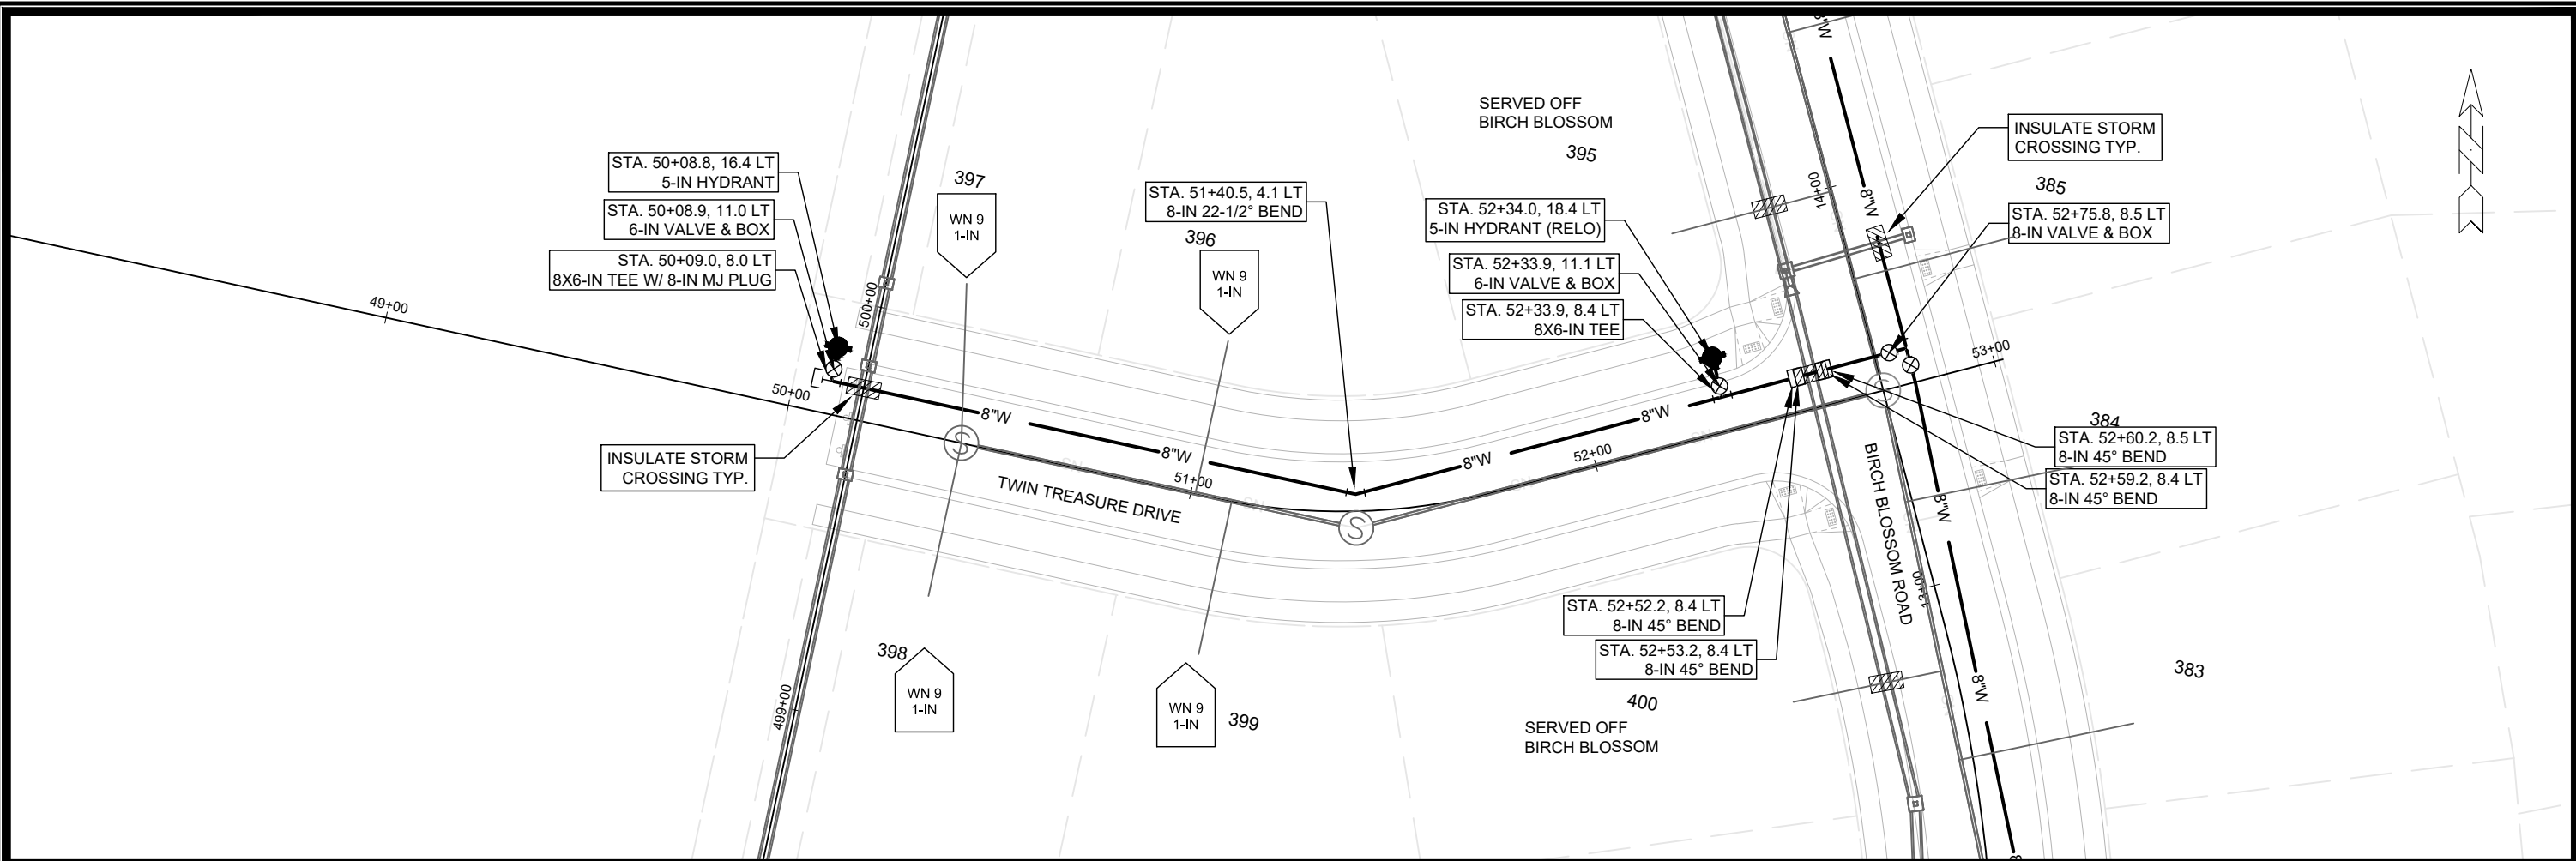 8"W
SERVED OFF
BIRCH BLOSSOM
395
INSULATE STORM
CROSSING TYP.
385
STA. 50+08.8, 16.4 LT
5-IN HYDRANT
STA. 50+08.9, 11.0 LT
6-IN VALVE & BOX
STA. 50+09.0, 8.0 LT
8X6-IN TEE W/ 8-IN MJ PLUG
397
WN 9
1-IN
396
WN 9
1-IN
STA. 51+40.5, 4.1 LT
8-IN 22-1/2° BEND
STA. 52+34.0, 18.4 LT
5-IN HYDRANT (RELO)
STA. 52+33.9, 11.1 LT
6-IN VALVE & BOX
STA. 52+33.9, 8.4 LT
8X6-IN TEE
14+00
8"W
STA. 52+75.8, 8.5 LT
8-IN VALVE & BOX
N
49+00
500+00
50+00
53+00
8"W
8"W
8"W
8"W
S
S
S
51+00
52+00
TWIN TREASURE DRIVE
INSULATE STORM
CROSSING TYP.
384
STA. 52+60.2, 8.5 LT
8-IN 45° BEND
STA. 52+59.2, 8.4 LT
8-IN 45° BEND
8"W
BIRCH BLOSSOM ROAD
13+00
STA. 52+52.2, 8.4 LT
8-IN 45° BEND
STA. 52+53.2, 8.4 LT
8-IN 45° BEND
398
WN 9
1-IN
WN 9
1-IN
399
400
SERVED OFF
BIRCH BLOSSOM
383
8"W
499+00
8